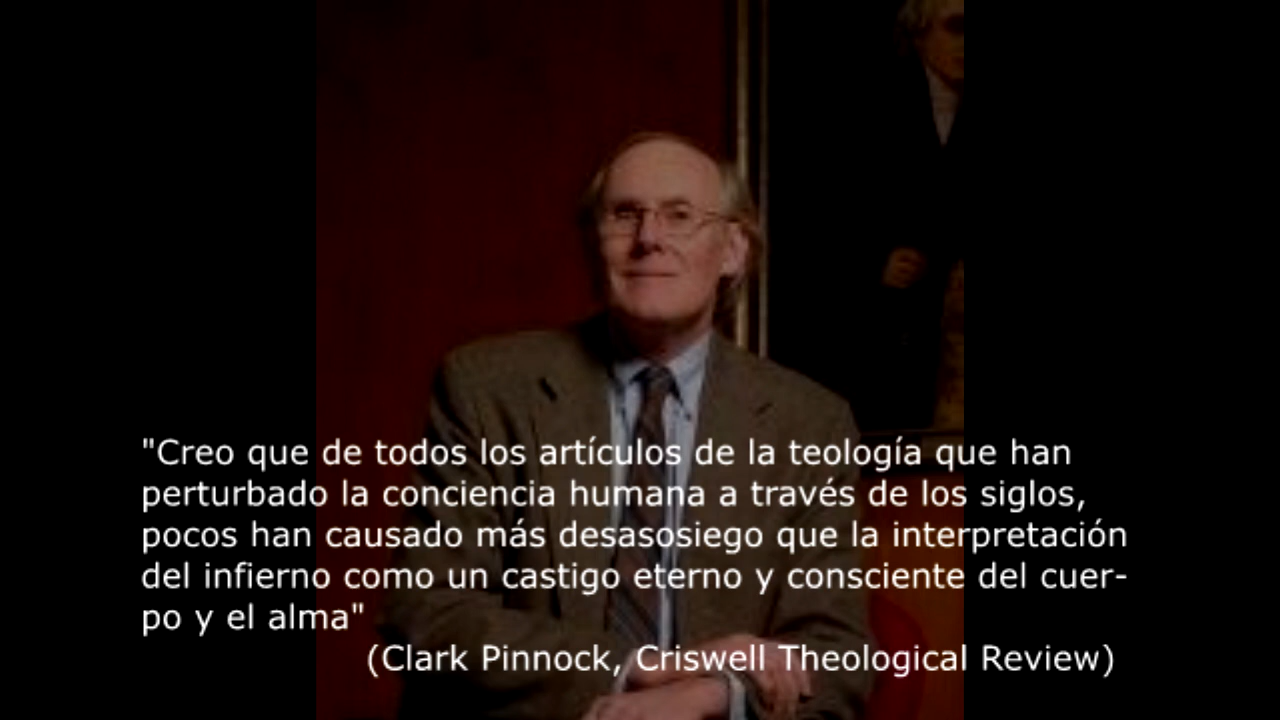 "Creo que de todos los artículos de la teología que han
perturbado la conciencia humana a través de los siglos,
pocos han causado más desasosiego que la interpretación
del infierno como un castigo eterno y consciente del cuer-
po y el alma"
(Clark Pinnock, Criswell Theological Review)